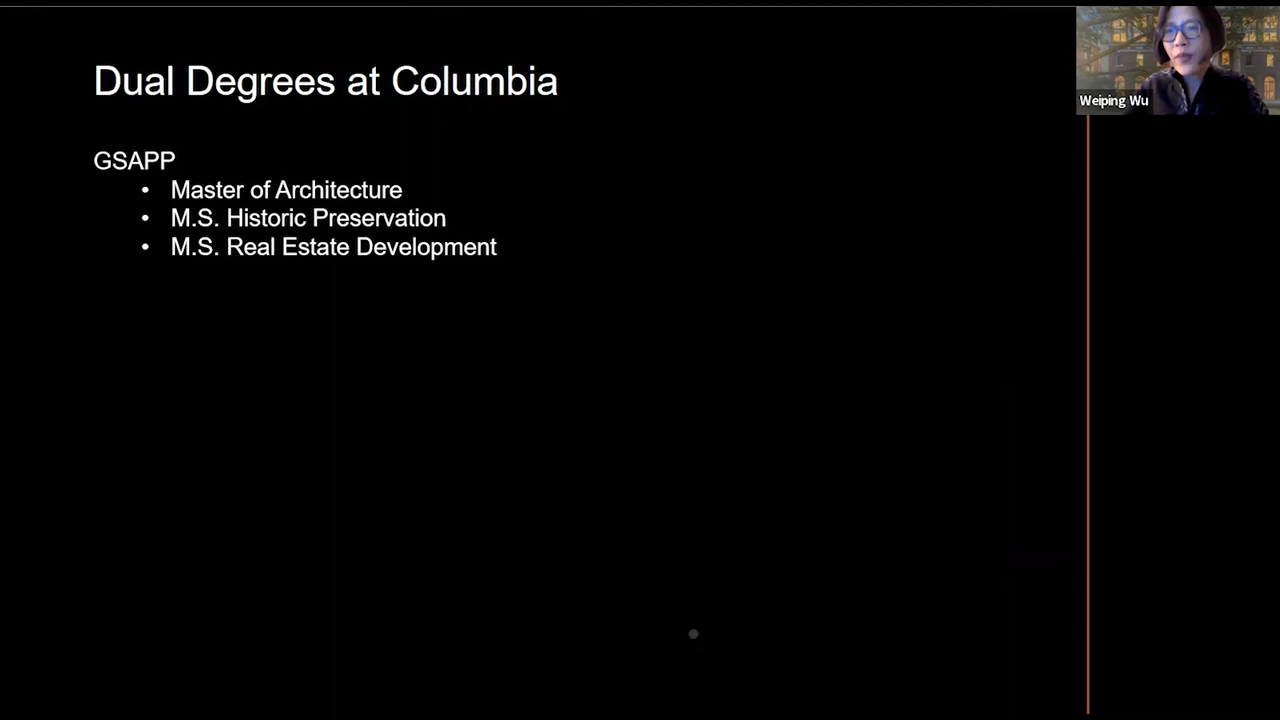 Dual Degrees at Columbia
Weiping Wu
GSAPP
• Master of Architecture
• M.S. Historic Preservation
• M.S. Real Estate Development